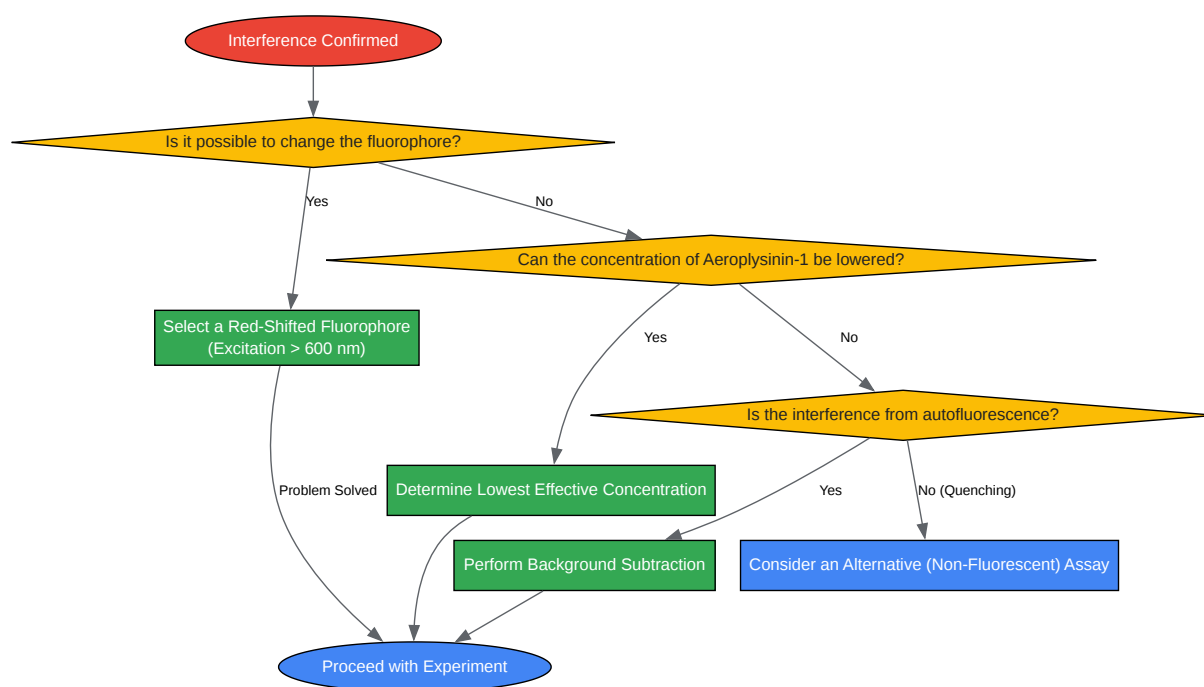 Interference Confirmed
Is it possible to change the fluorophore?
Yes
No
Can the concentration of Aeroplysinin-1 be lowered?
Select a Red-Shifted Fluorophore
(Excitation > 600 nm)
Yes
No
Is the interference from autofluorescence?
Problem Solved
Determine Lowest Effective Concentration
Yes
No (Quenching)
Perform Background Subtraction
Consider an Alternative (Non-Fluorescent) Assay
Proceed with Experiment